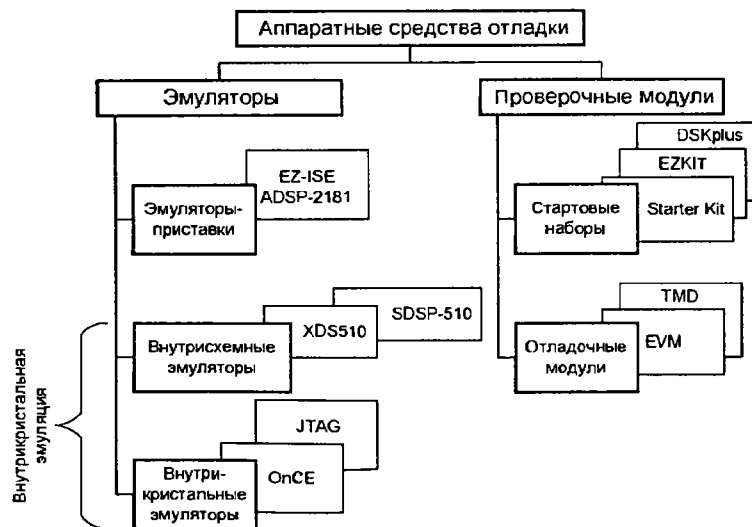 Аппаратные средства отладки
Эмуляторы
Проверочные модули
EZ-ISE
ADSP-2181
Эмуляторы-
приставки
DSKplus
EZKIT
Starter Kit
Стартовые
наборы
SDSP-510
XDS510
Внутрисхемные
эмуляторы
TMD
EVM
Отладочные
модули
Внутрикристальная
эмуляция
JTAG
OnCE
Внутри-
кристальные
эмуляторы